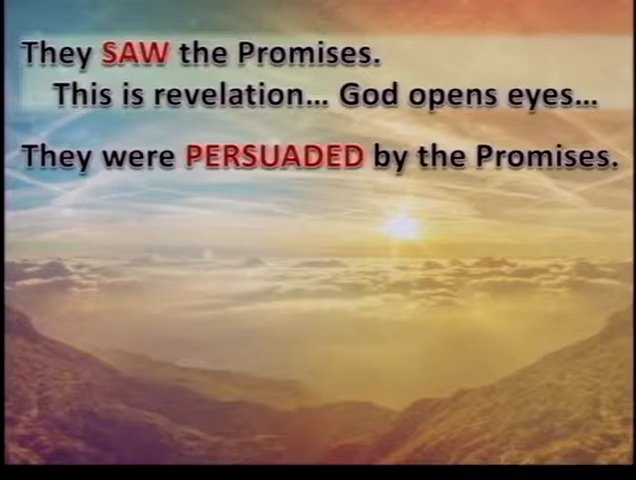 They SAW the Promises.
This is revelation... God opens eyes...
They were PERSUADED by the Promises.